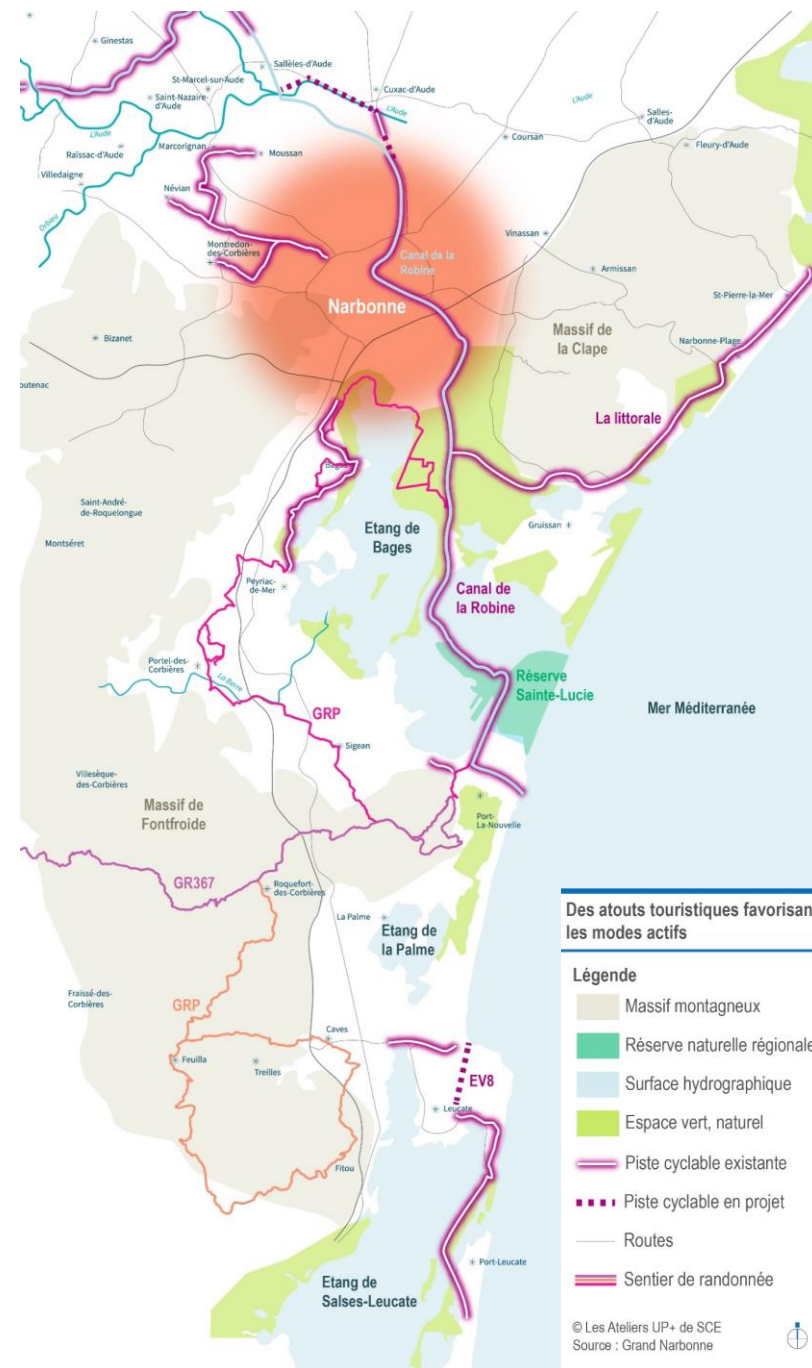 Ginestas
Sallèles-d'Aude
St-Marcel-sur-Aude
Cuxac-d'Aude
Saint-Nazaire-
d'Aude
L'Aude
L'Aude
Salles-
d'Aude
L'Aude
Coursan
Fleury-d'Aude
Raïssac-d'Aude
Marcorignan
Moussan
Villedaigne
Névian
Orbieu
Vinassan
Montredon-
des-Corbières
Canal de la
Robine
Armissan
St-Pierre-la-Mer
Narbonne
Massif de
la Clape
Bizanet
Narbonne-Plage
outenac
La littorale
Bages
Saint-André-
de-Roquelongue
Etang de
Bages
Gruissan
Montséret
Peyriac-
de-Mer
Canal de
la Robine
Portel-des-
Corbières
La Berre
Réserve
Sainte-Lucie
GRP
Mer Méditerranée
Sigean
Villesèque-
des-Corbières
Massif de
Fontfroide
Port-
La-Nouvelle
GR367
Roquefort-
des-Corbières
La Palme
Etang de
la Palme
Fraissé-des-
Corbières
GRP
Caves
Feuilla
Treilles
EV8
Leucate
Fitou
Port-Leucate
Etang de
Salses-Leucate
Des atouts touristiques favorisan
les modes actifs
Légende
Massif montagneux
Réserve naturelle régionale
Surface hydrographique
Espace vert, naturel
Piste cyclable existante
Piste cyclable en projet
Routes
Sentier de randonnée
© Les Ateliers UP+ de SCE
Source : Grand Narbonne